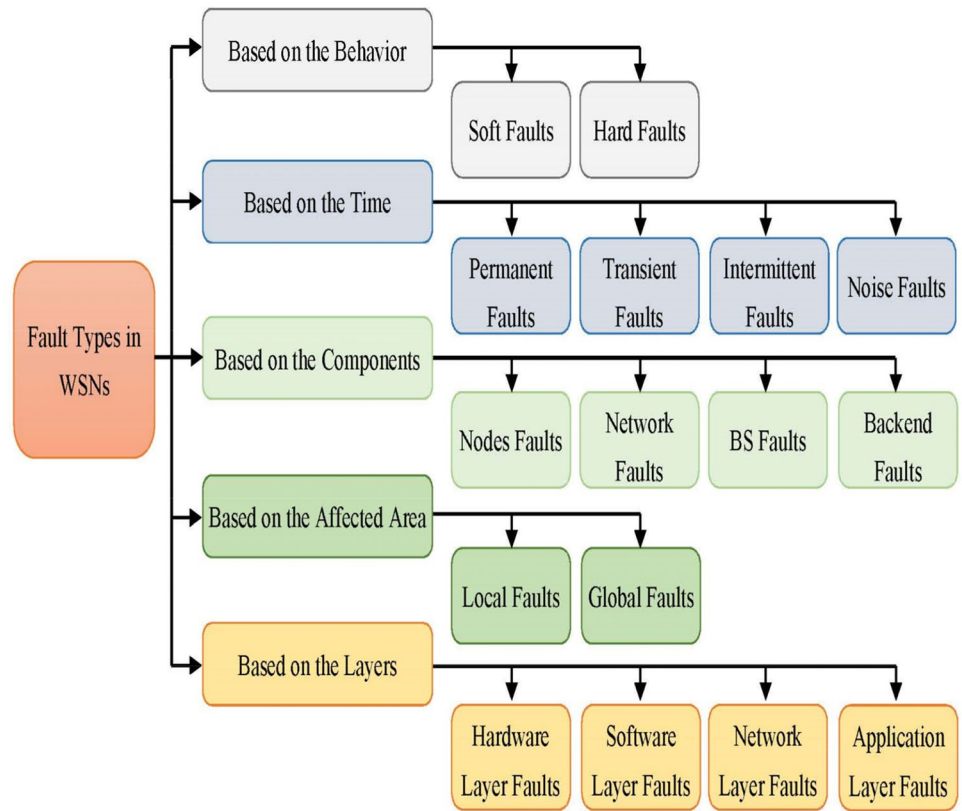 Based on the Behavior
Soft Faults
Hard Faults
Based on the Time
Permanent
Faults
Transient
Faults
Intermittent
Faults
Noise Faults
Fault Types in
WSNs
Based on the Components
Nodes Faults
Network
Faults
BS Faults
Backend
Faults
Based on the Affected Area
Local Faults
Global Faults
Based on the Layers
Hardware
Layer Faults
Software
Layer Faults
Network
Layer Faults
Application
Layer Faults